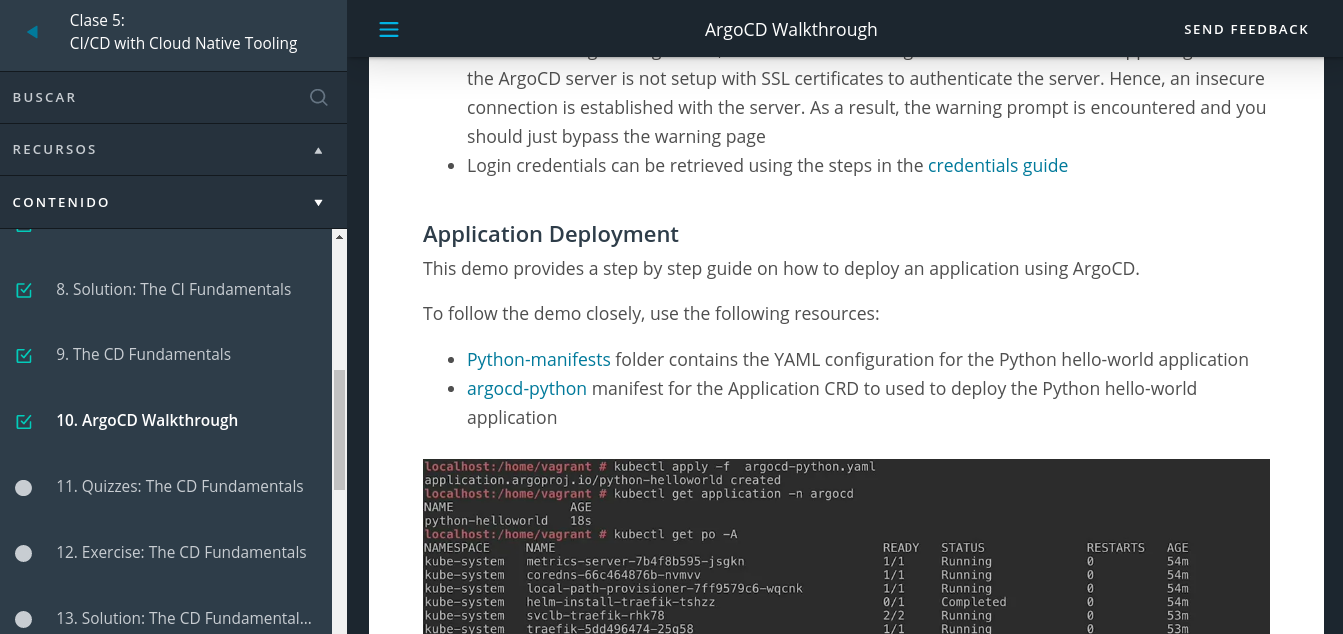 Clase 5:
CI/CD with Cloud Native Tooling
ArgoCD Walkthrough
SEND FEEDBACK
BUSCAR
RECURSOS
CONTENIDO
8. Solution: The CI Fundamentals
9. The CD Fundamentals
10. ArgoCD Walkthrough
11. Quizzes: The CD Fundamentals
12. Exercise: The CD Fundamentals
13. Solution: The CD Fundamental...
the ArgoCD server is not setup with SSL certificates to authenticate the server. Hence, an insecure
connection is established with the server. As a result, the warning prompt is encountered and you
should just bypass the warning page
• Login credentials can be retrieved using the steps in the credentials guide
Application Deployment
This demo provides a step by step guide on how to deploy an application using ArgoCD.
To follow the demo closely, use the following resources:
• Python-manifests folder contains the YAML configuration for the Python hello-world application
• argocd-python manifest for the Application CRD to used to deploy the Python hello-world
application
localhost:/home/vagrant # kubectl apply -f  argocd-python.yaml
application.argoproj.io/python-helloworld created
localhost:/home/vagrant # kubectl get application -n argocd
NAME                AGE
python-helloworld   18s
localhost:/home/vagrant # kubectl get po -A
NAMESPACE     NAME                                      READY   STATUS      RESTARTS   AGE
kube-system   metrics-server-7b4f8b595-jsgkn            1/1     Running     0          54m
kube-system   coredns-66c464876b-nvmvv                  1/1     Running     0          54m
kube-system   local-path-provisioner-7ff9579c6-wqcnk    1/1     Running     0          54m
kube-system   helm-install-traefik-tshzz                0/1     Completed   0          54m
kube-system   svclb-traefik-rhk78                       2/2     Running     0          53m
kube-system   traefik-5dd496474-25g58                   1/1     Running     0          53m